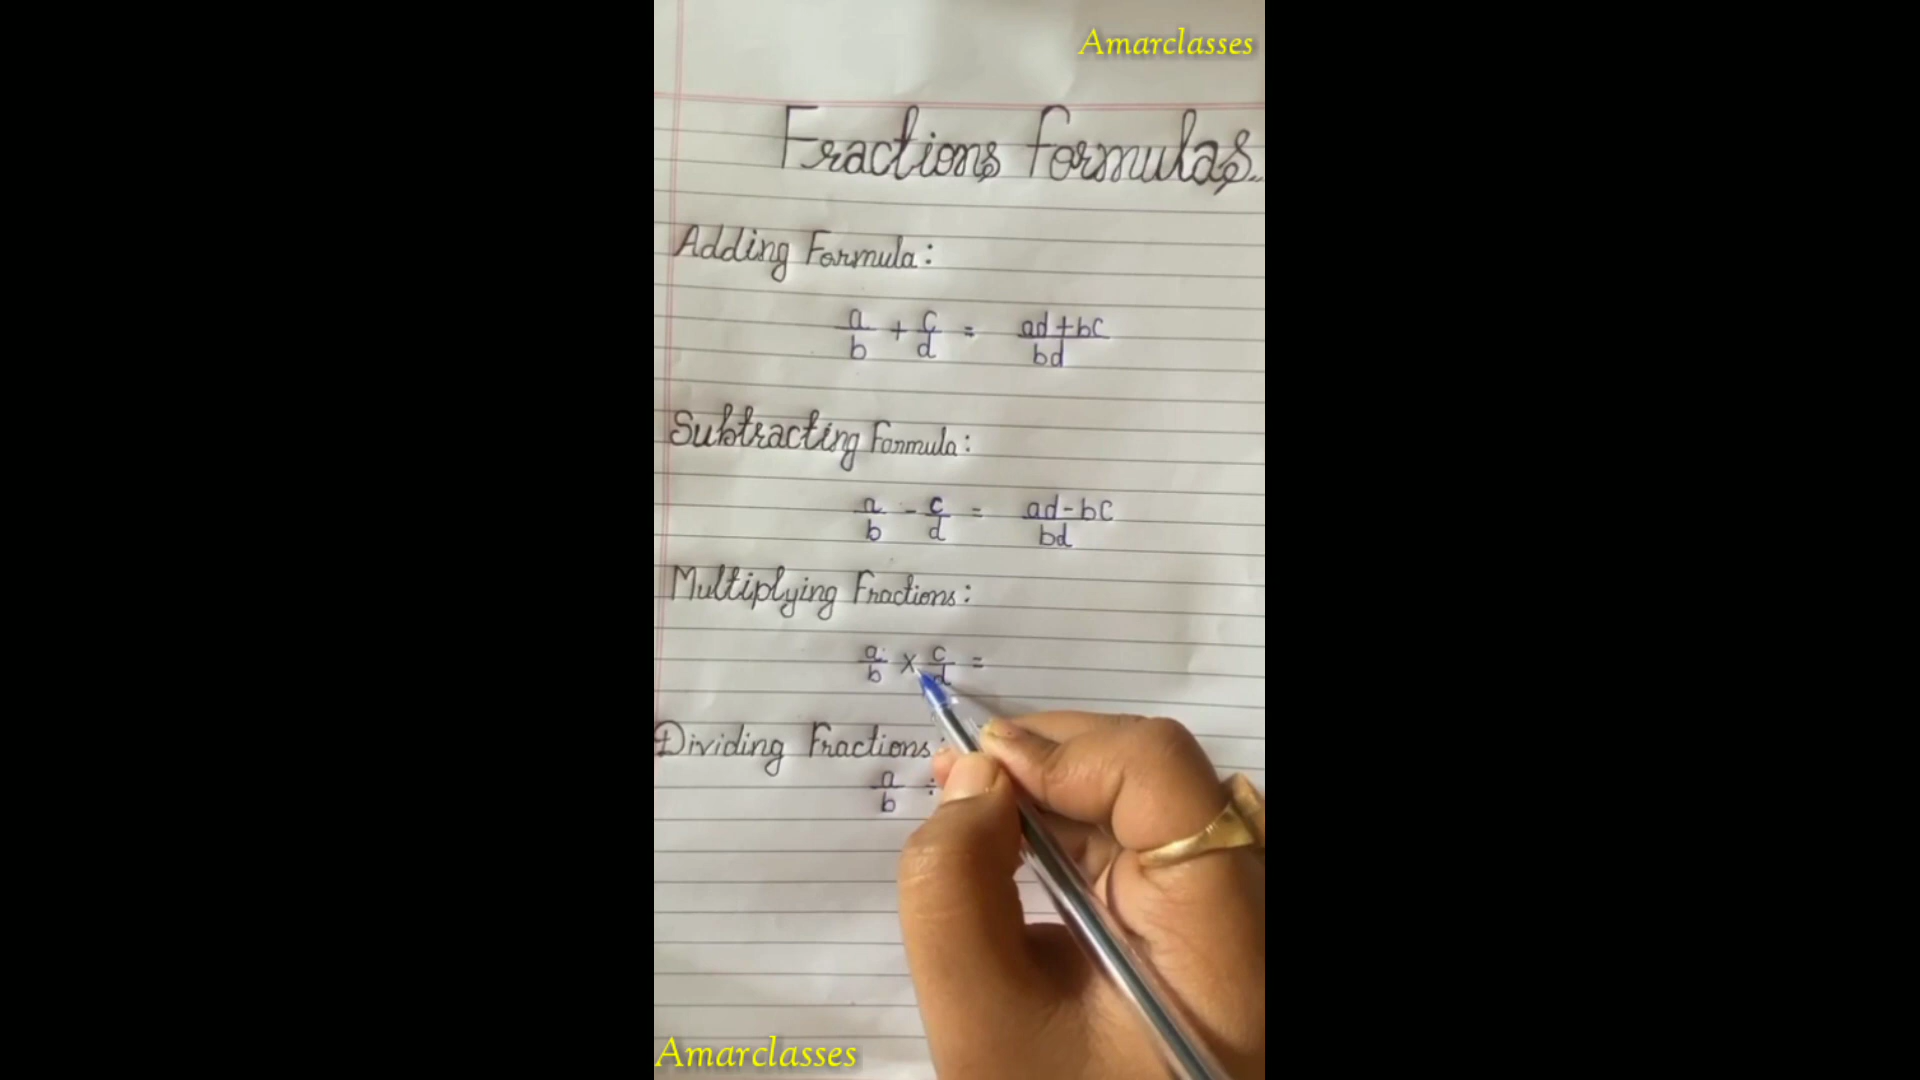 Amarclasses
Fractions formulas.
Adding Formula:
a/b + c/d = ad+bc/bd
Subtracting Formula:
a/b - c/d = ad-bc/bd
Multiplying Fractions:
a/b x c/d =
Dividing Fractions:
a/b ÷
Amarclasses